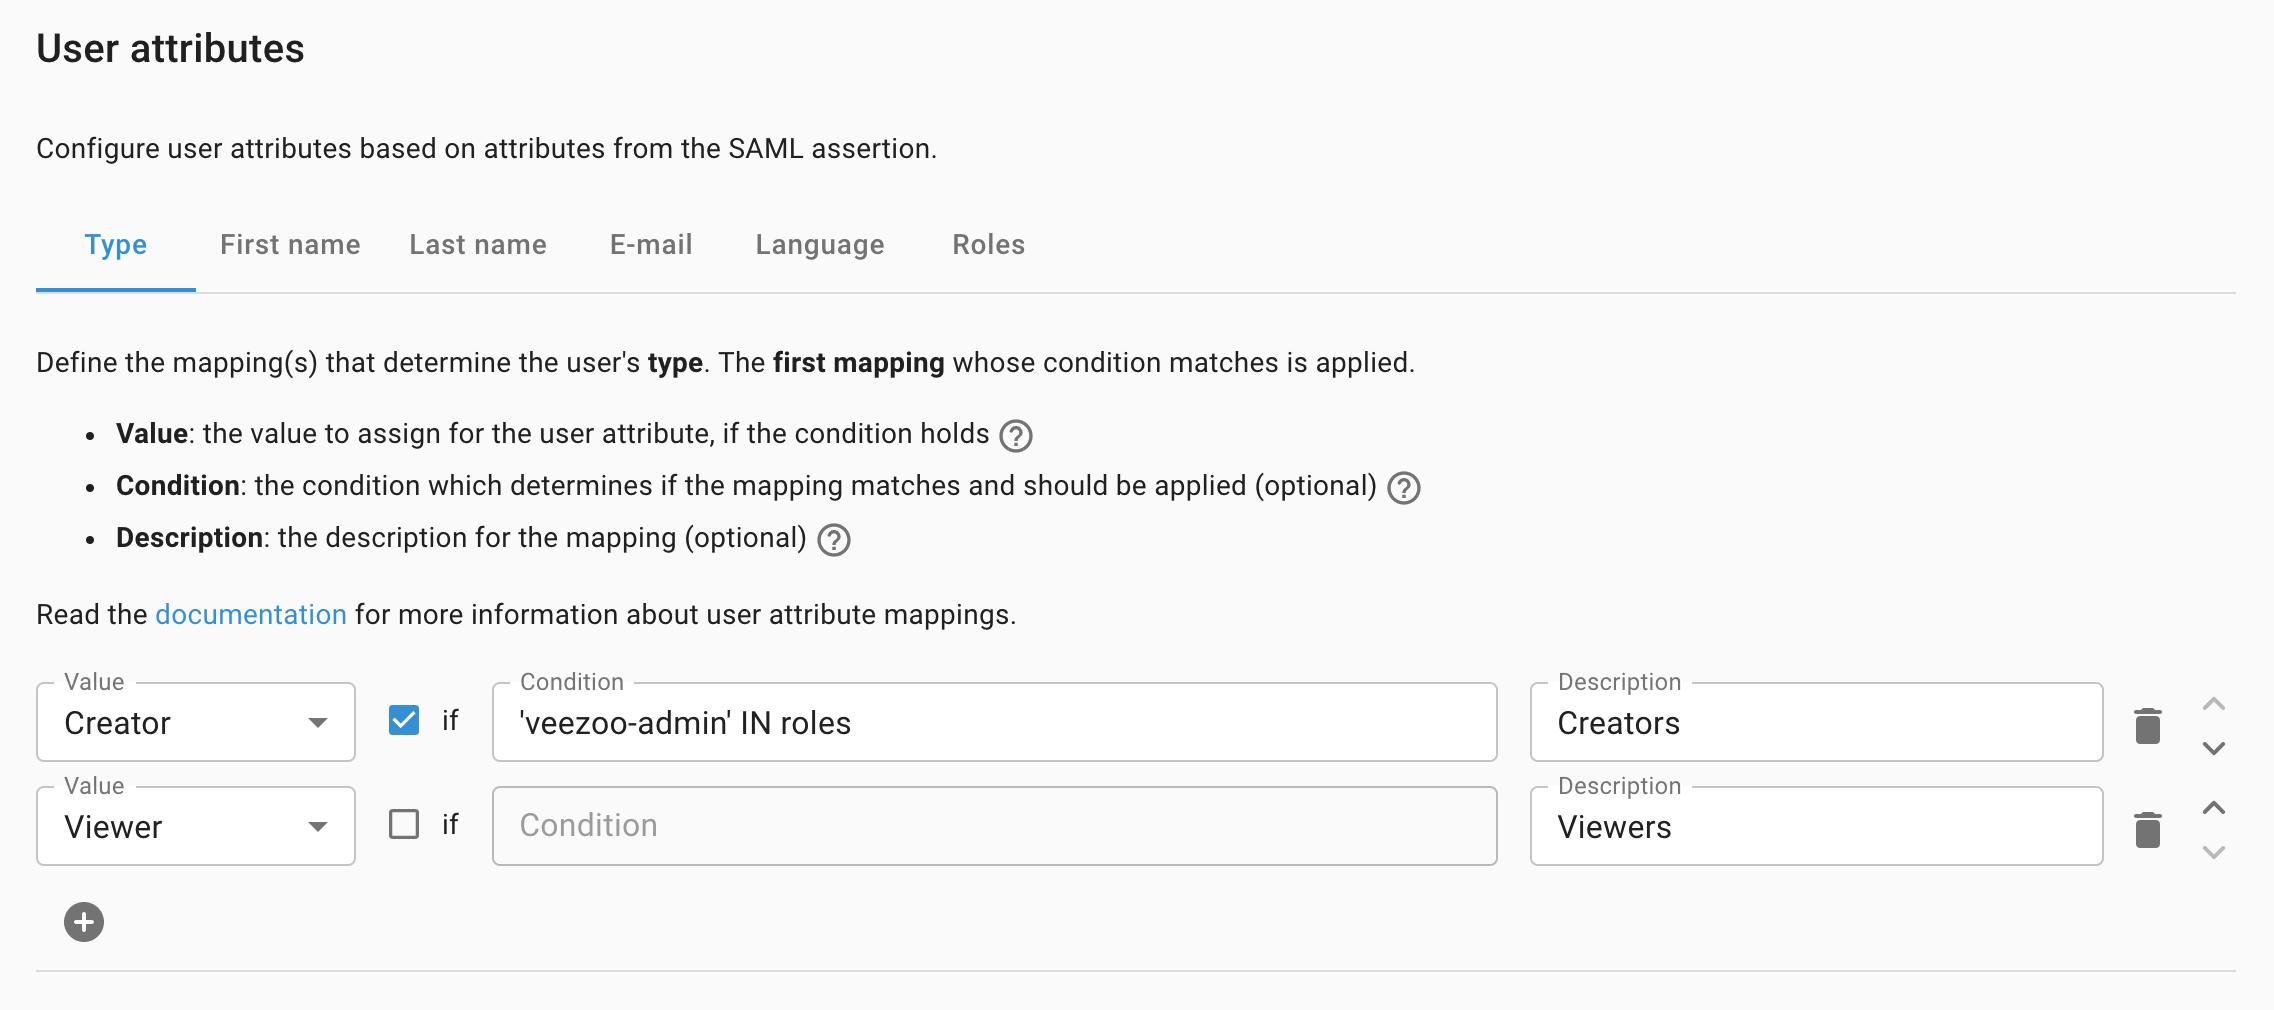 User attributes
Configure user attributes based on attributes from the SAML assertion.
Type First name Last name E-mail Language Roles
Define the mapping(s) that determine the user's type. The first mapping whose condition matches is applied.
• Value: the value to assign for the user attribute, if the condition holds ?
• Condition: the condition which determines if the mapping matches and should be applied (optional) ?
• Description: the description for the mapping (optional) ?
Read the documentation for more information about user attribute mappings.
Value Condition Description
Creator if 'veezoo-admin' IN roles Creators
Value Description
Viewer if Condition Viewers